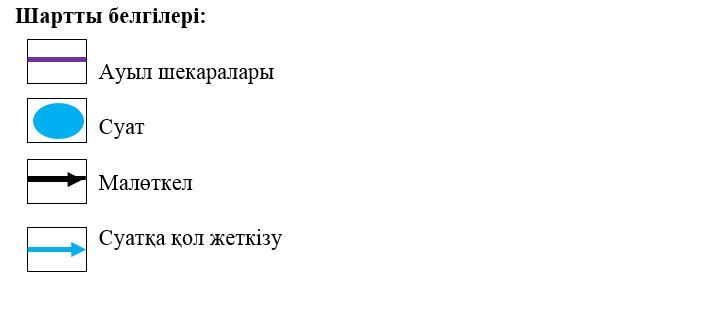 Шартты белгілері:
Ауыл шекаралары
Суат
Малөткел
Суатқа қол жеткізу